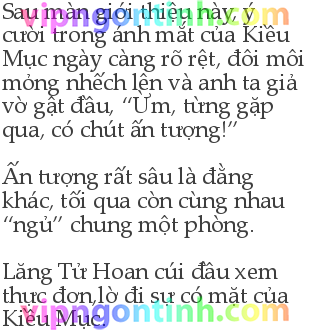 Sau màn giới thiệu này, ý
cười trong ánh mắt của Kiều
Mục ngày càng rõ rệt, đôi môi
mỏng nhếch lên và anh ta giả
vờ gật đầu, “Ừm, từng gặp
qua, có chút ấn tượng!”
Ấn tượng rất sâu là đằng
khác, tối qua còn cùng nhau
“ngủ” chung một phòng.
Lăng Tử Hoan cúi đầu xem
thực đơn,lờ đi sự có mặt của
Kiều Mục.
vipngontinh.com
vipngontinh.com